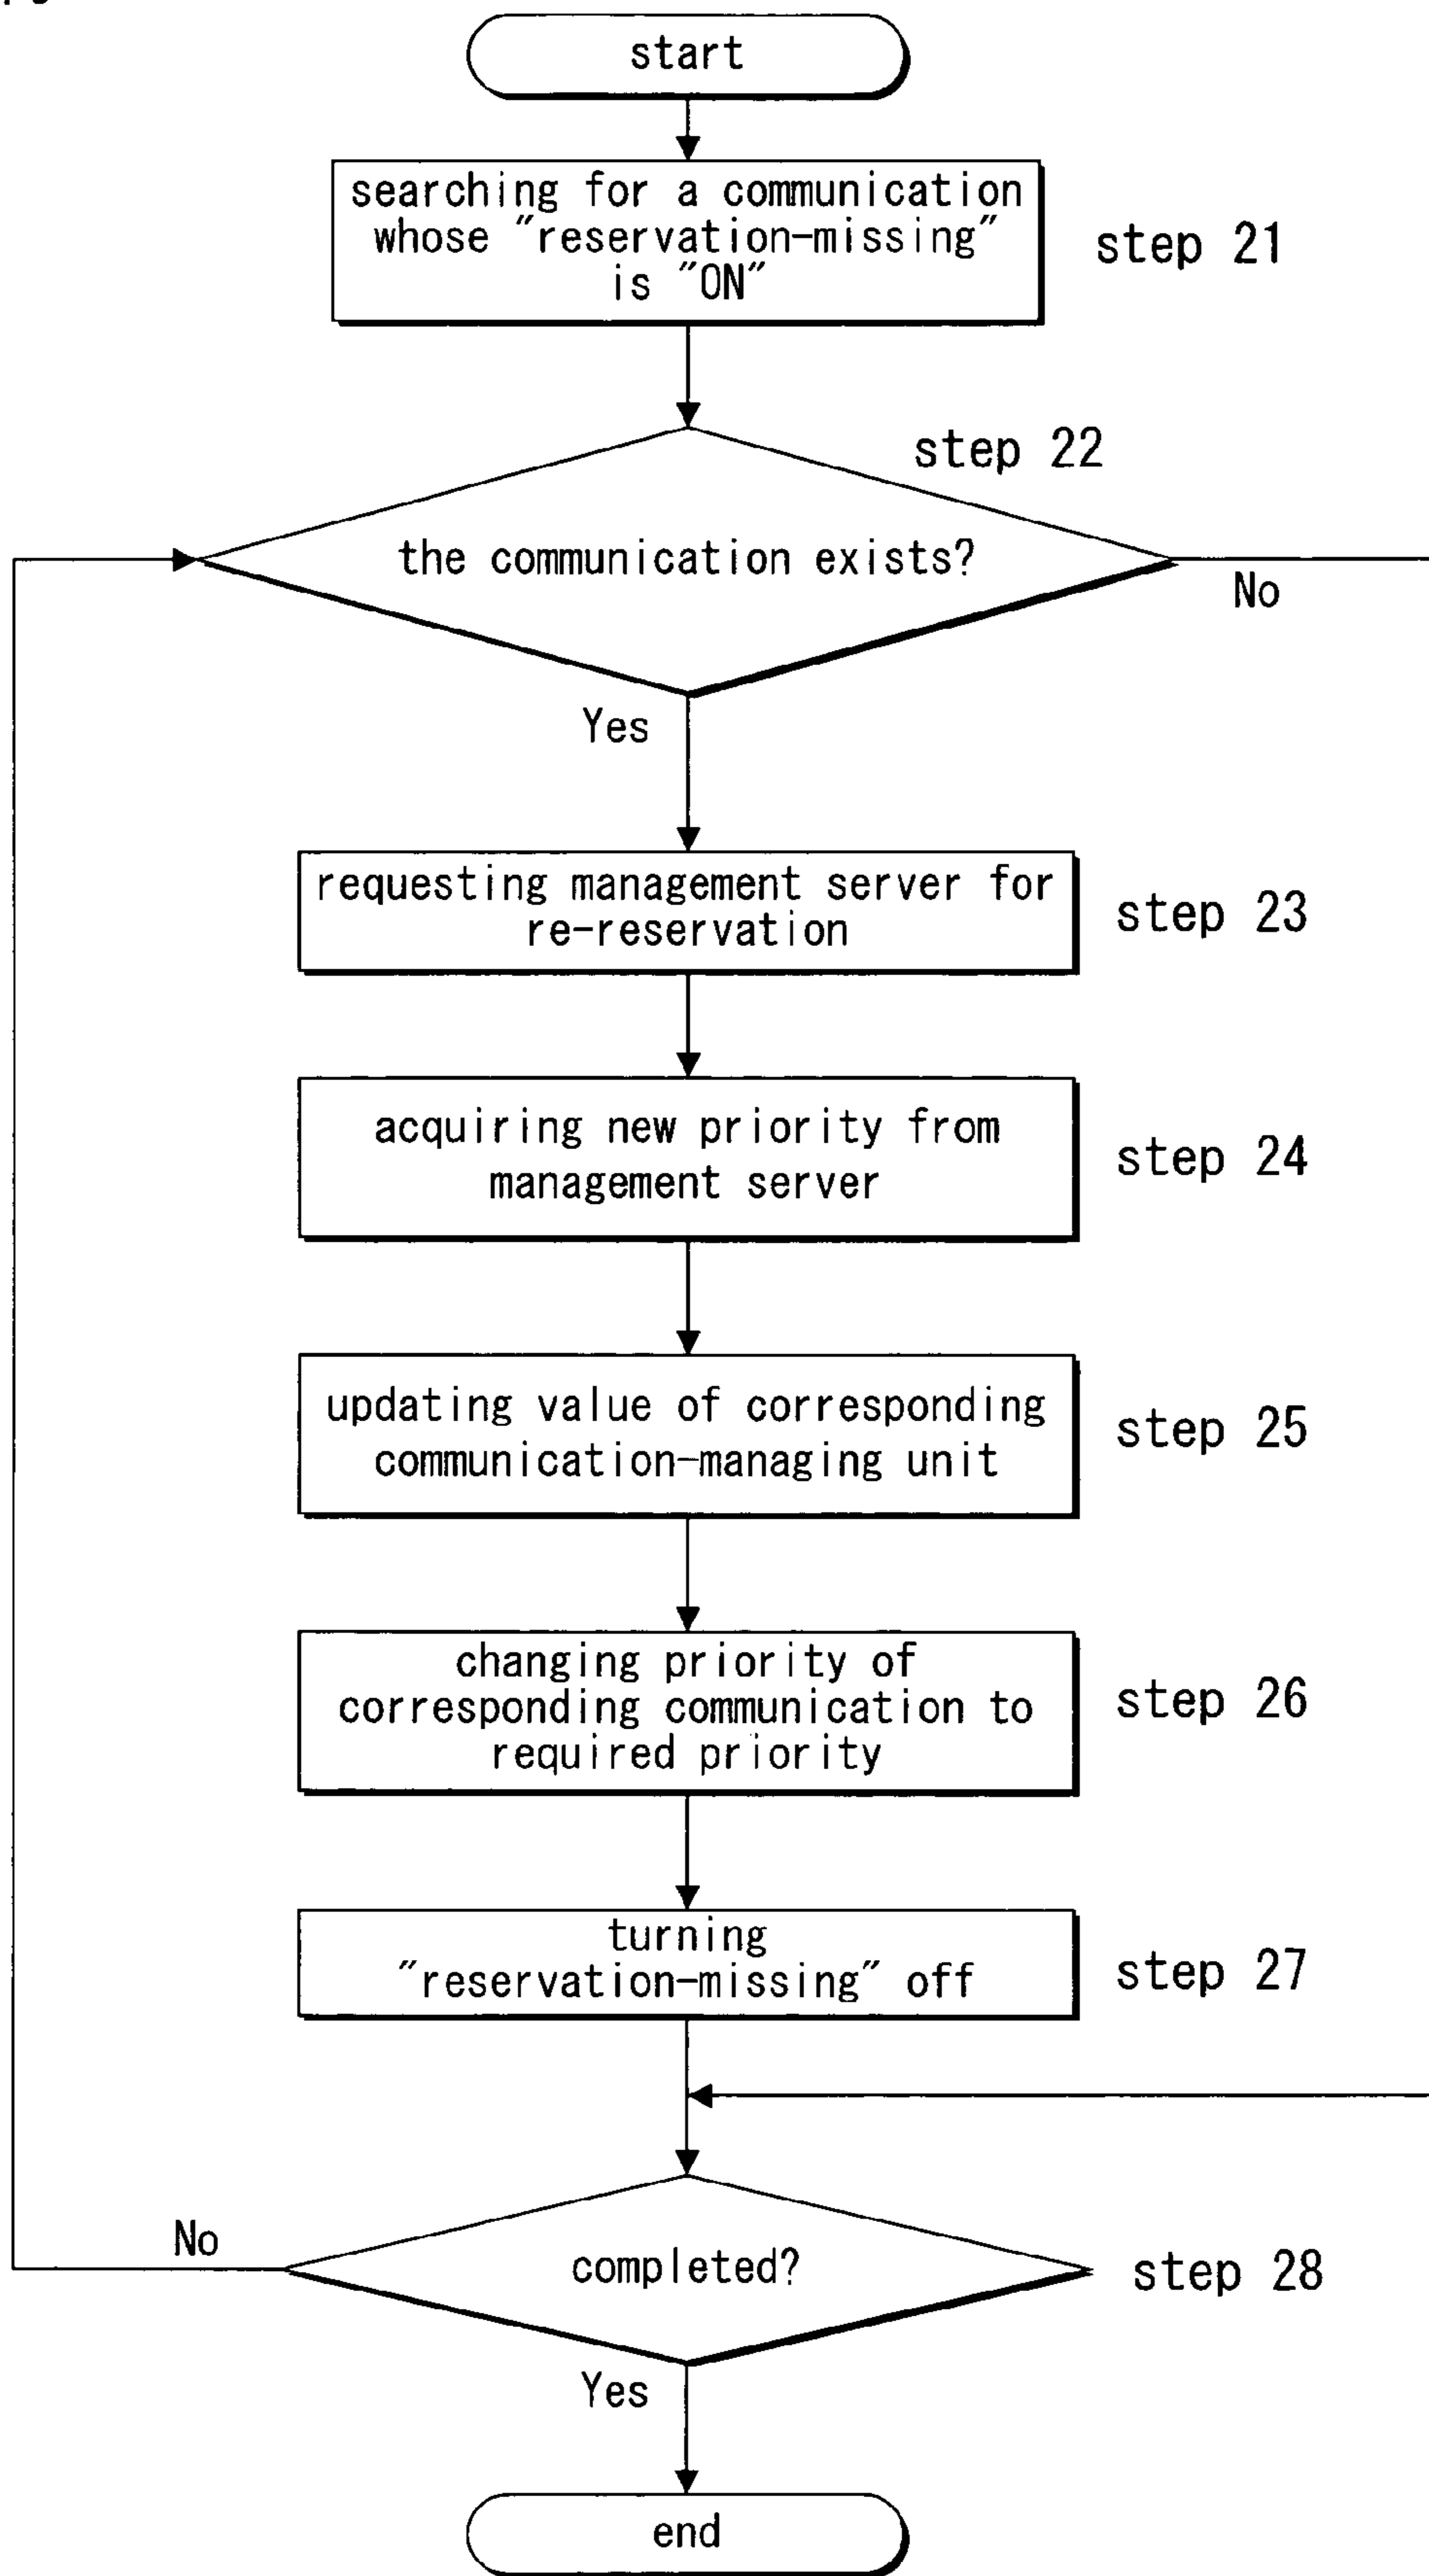 start
searching for a communication
whose "reservation-missing"
is "ON"
step 21
step 22
the communication exists?
No
Yes
requesting management server for
re-reservation
step 23
acquiring new priority from
management server
step 24
updating value of corresponding
communication-managing unit
step 25
changing priority of
corresponding communication to
required priority
step 26
turning
"reservation-missing" off
step 27
No
completed?
step 28
Yes
end